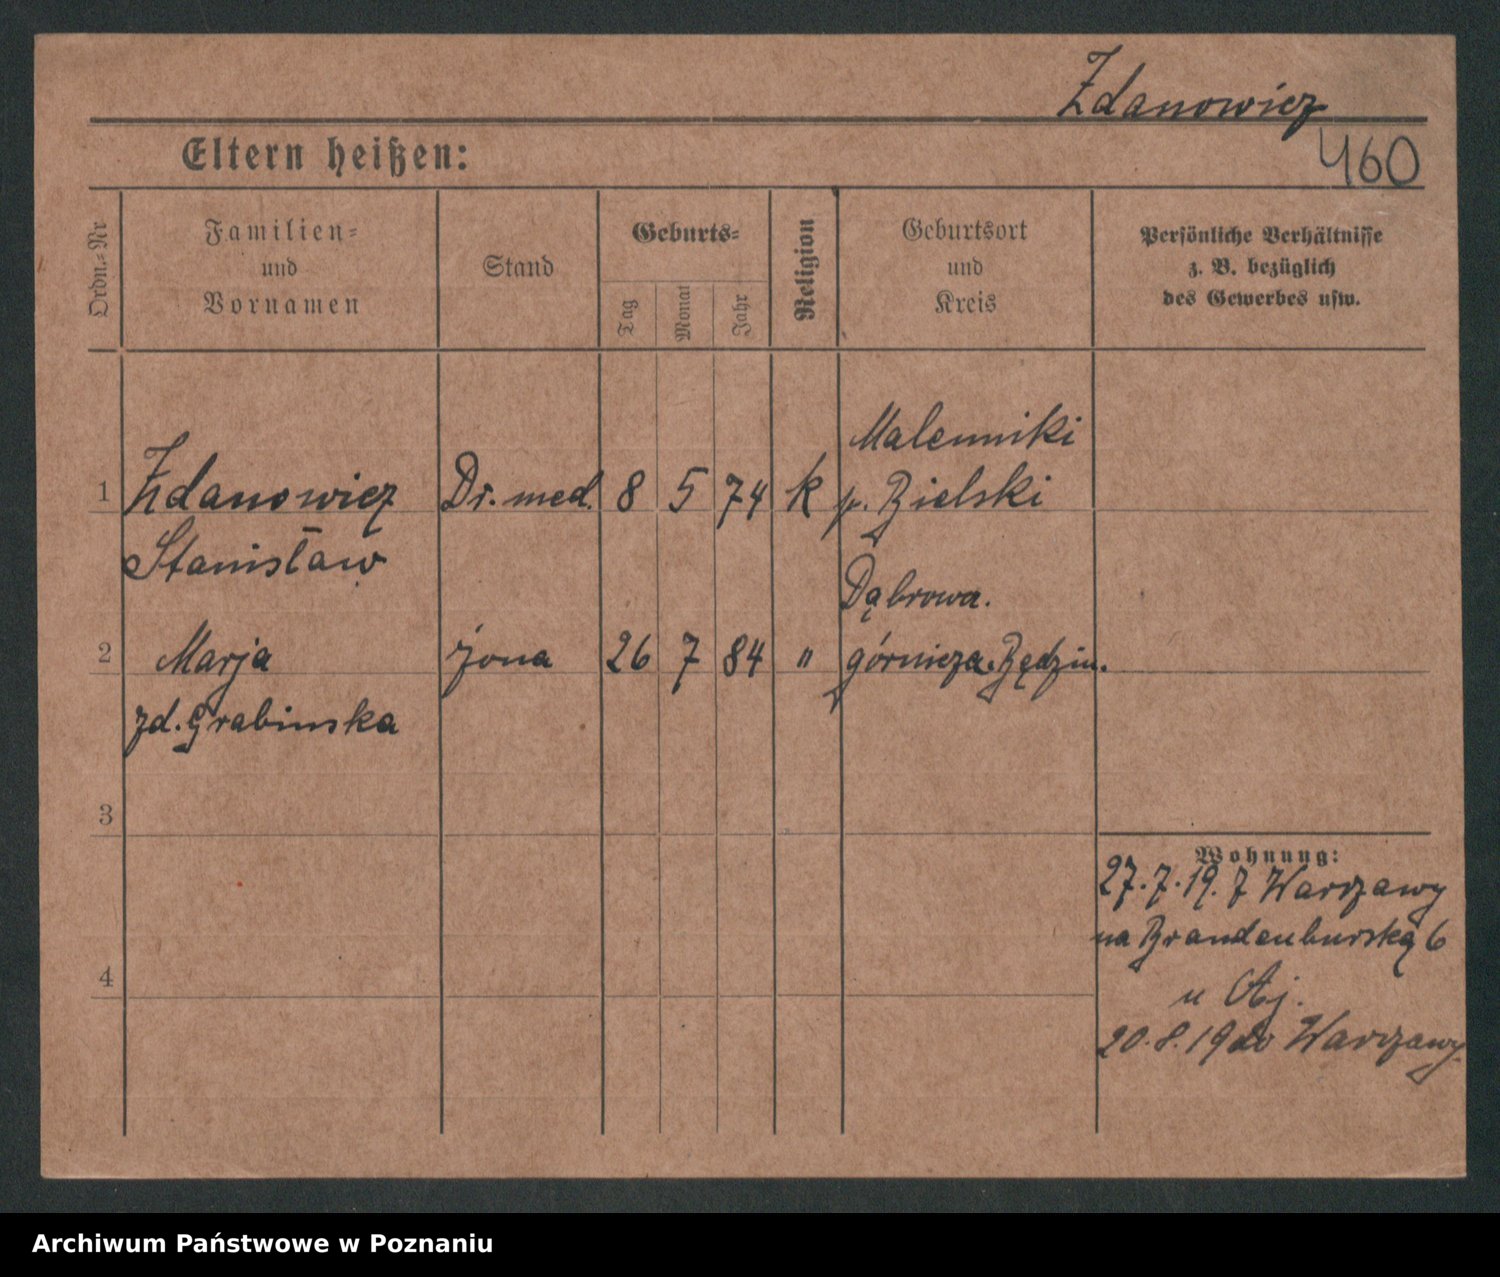 Zdanowicz
460
Eltern heißen:
Ordn.-Nr
Familien-
und
Vornamen
Stand
Geburts-
Tag
Monat
Jahr
Religion
Geburtsort
und
Kreis
Persönliche Verhältnisse
z. B. bezüglich
des Gewerbes usw.
Malenniki
1 Zdanowicz Dr. med. 8 5 74 k p. Bielski
Stanisław
Dąbrowa.
2 Marja żona 26 7 84 " górnicza. Będzin.
zd. Grabinska
3
Wohnung:
27.7.19. z Warszawy
na Brandenburską 6
4
u Aj.
20.8.19 do Warszawy.
Archiwum Państwowe w Poznaniu